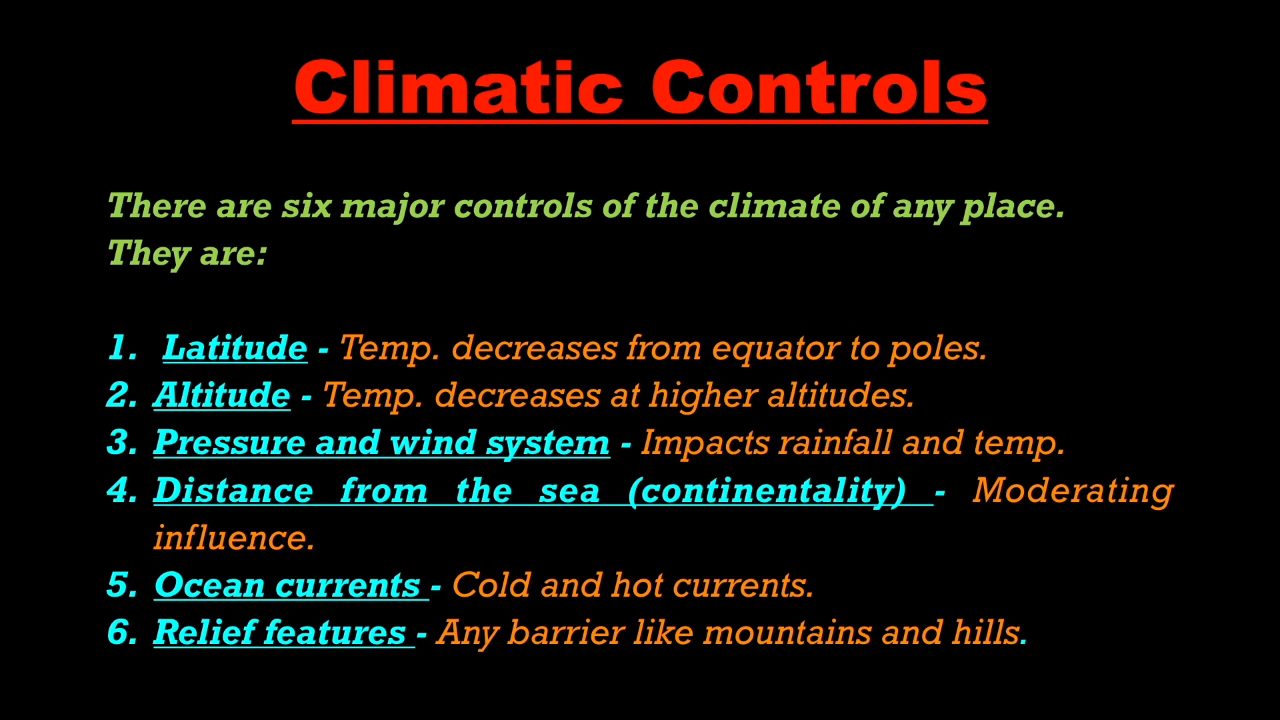 Climatic Controls
There are six major controls of the climate of any place.
They are:
1. Latitude - Temp. decreases from equator to poles.
2. Altitude - Temp. decreases at higher altitudes.
3. Pressure and wind system - Impacts rainfall and temp.
4. Distance from the sea (continentality) - Moderating
influence.
5. Ocean currents - Cold and hot currents.
6. Relief features - Any barrier like mountains and hills.